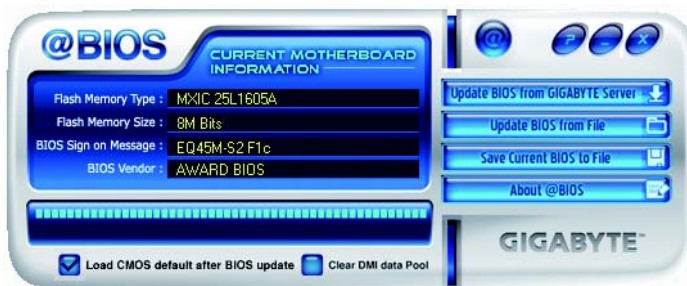 @BIOS
CURRENT MOTHERBOARD
INFORMATION
Flash Memory Type : MXIC 25L1605A
Flash Memory Size : 8M Bits
BIOS Sign on Message : EQ45M-S2 F1c
BIOS Vendor : AWARD BIOS
Load CMOS default after BIOS update
Clear DMI data Pool
@
? - X
Update BIOS from GIGABYTE Server
Update BIOS from File
Save Current BIOS to File
About @BIOS
GIGABYTE™